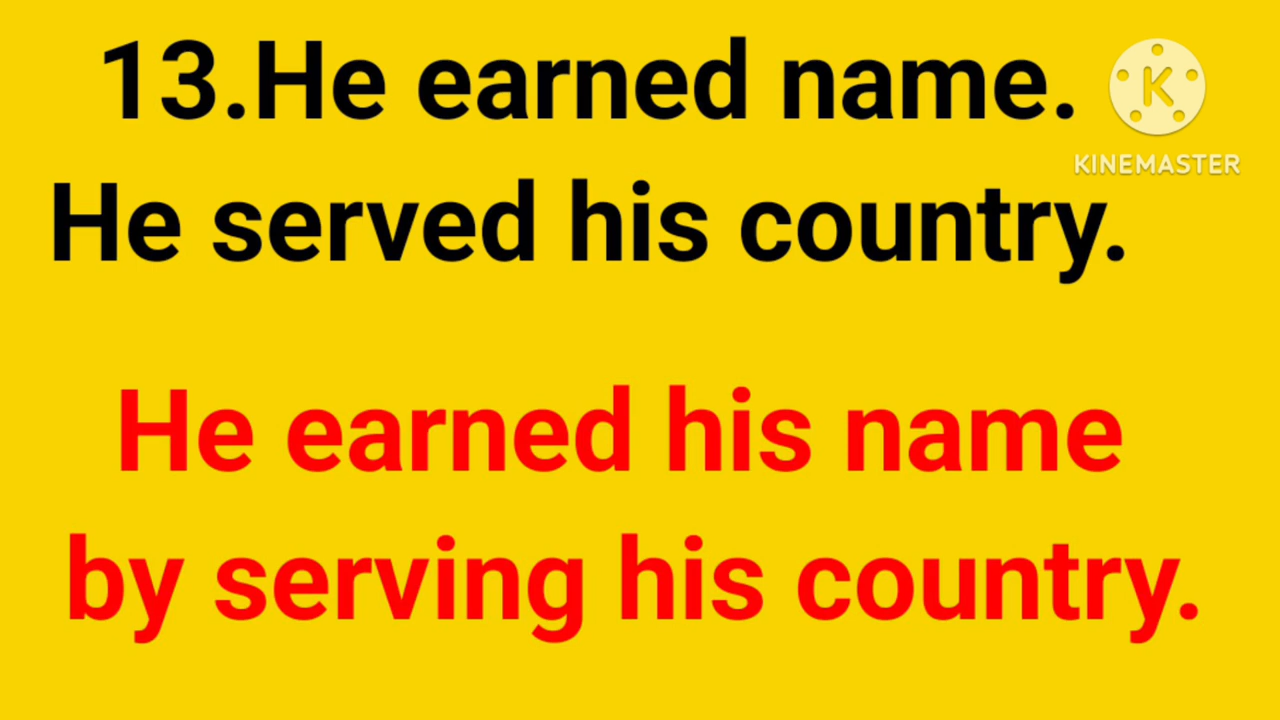 13.He earned name.
K
KINEMASTER
He served his country.
He earned his name
by serving his country.